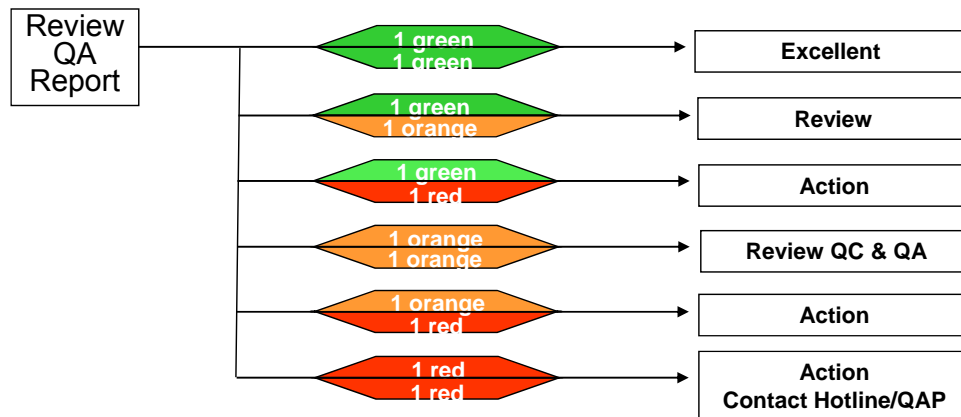 Review
QA
Report
1 green
1 green
Excellent
1 green
1 orange
Review
1 green
1 red
Action
1 orange
1 orange
Review QC & QA
1 orange
1 red
Action
1 red
1 red
Action
Contact Hotline/QAP